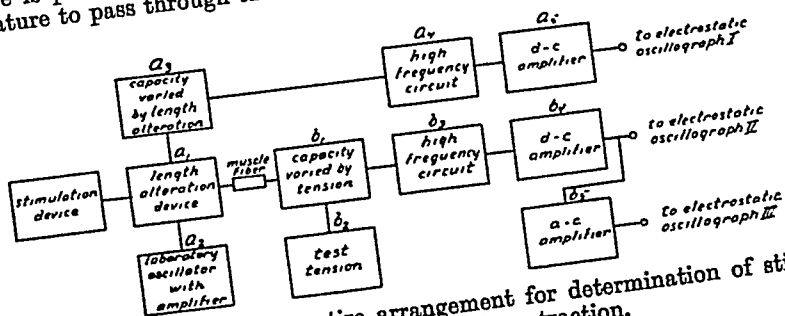 ature to pass through
a5
a4
d-c
amplifier
to electrostatic
oscillograph I
high
frequency
circuit
a3
capacity
varied
by length
alteration
b4
d-c
amplifier
to electrostatic
oscillograph II
b3
high
frequency
circuit
b1
capacity
varied by
tension
muscle
fiber
a1
length
alteration
device
stimulation
device
b5
a-c
amplifier
to electrostatic
oscillograph III
b2
test
tension
a2
laboratory
oscillator
with
amplifier
arrangement for determination of